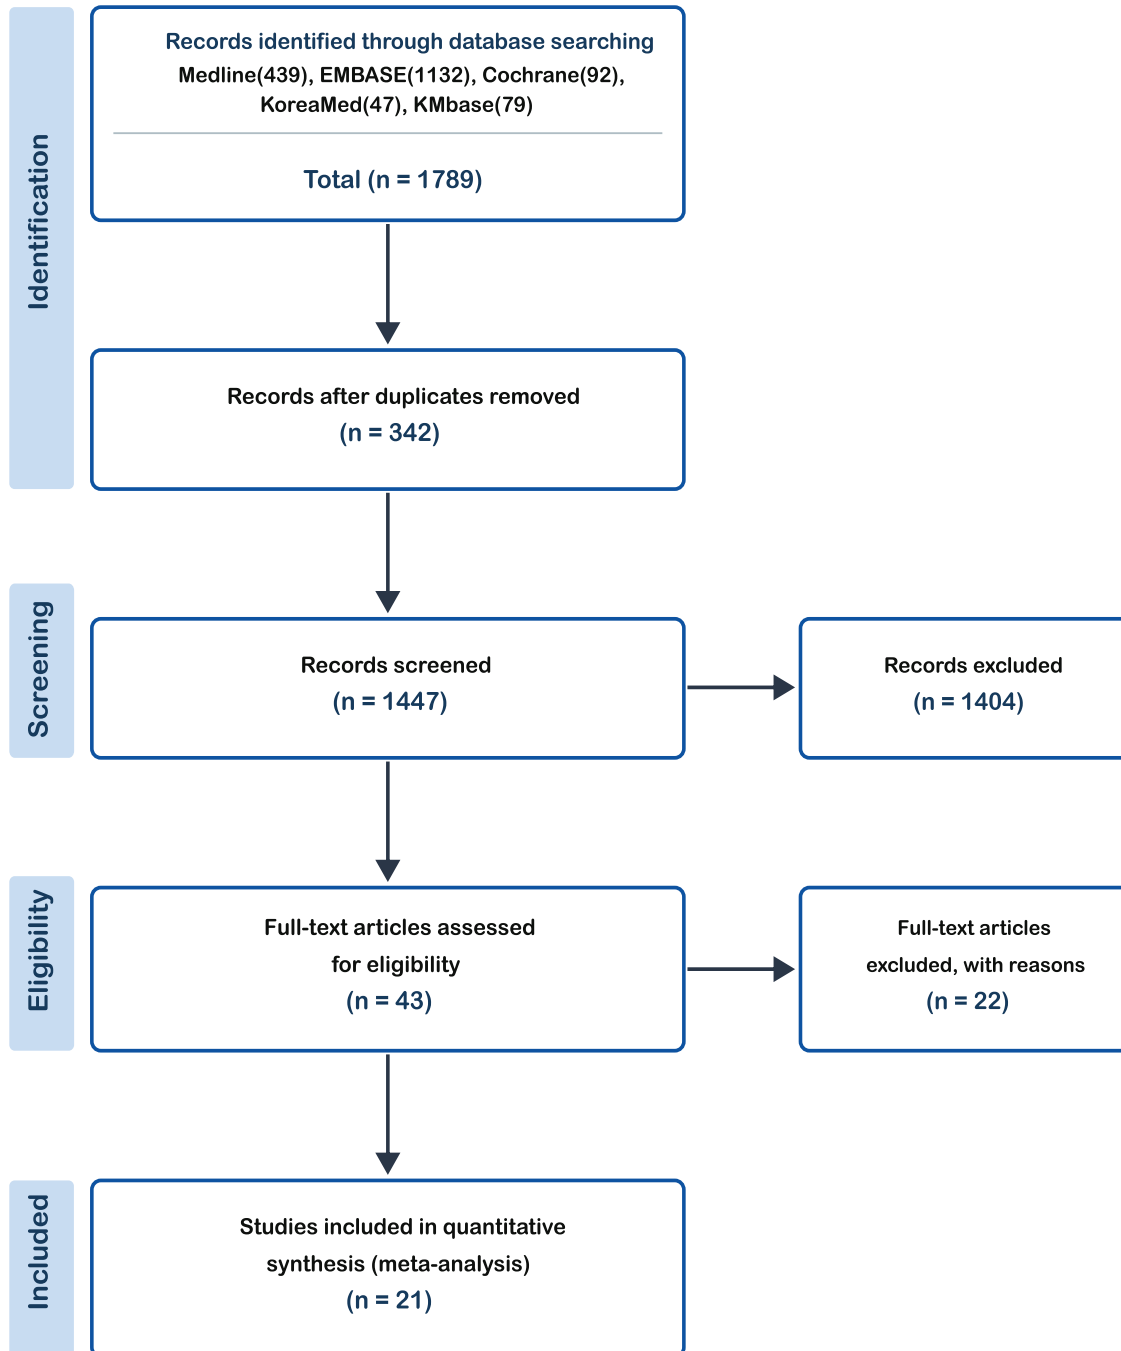 Identification
Records identified through database searching
Medline(439), EMBASE(1132), Cochrane(92),
KoreaMed(47), KMbase(79)
Total (n = 1789)
Records after duplicates removed
(n = 342)
Screening
Records screened
(n = 1447)
Records excluded
(n = 1404)
Eligibility
Full-text articles assessed
for eligibility
(n = 43)
Full-text articles
excluded, with reasons
(n = 22)
Included
Studies included in quantitative
synthesis (meta-analysis)
(n = 21)